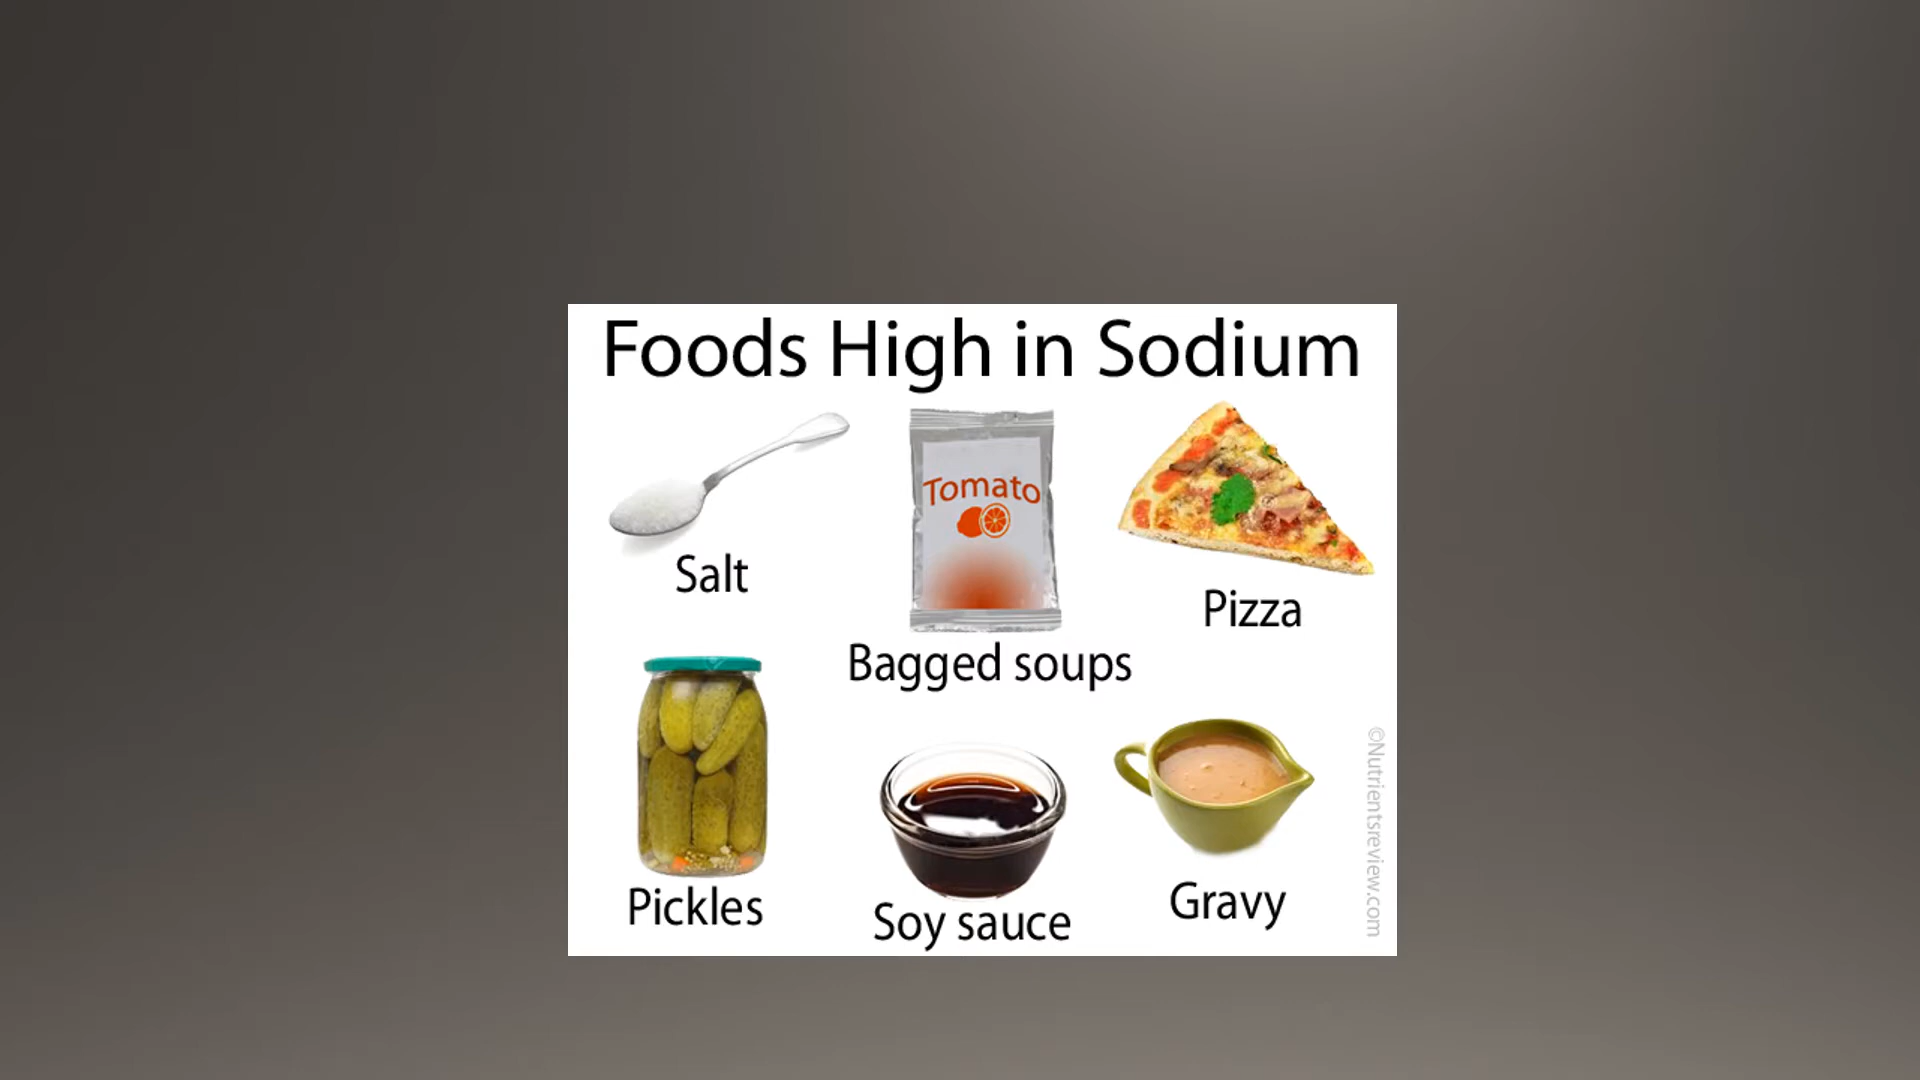 Foods High in Sodium
Tomato
Salt
Bagged soups
Pizza
Pickles
Soy sauce
Gravy
©Nutrientsreview.com